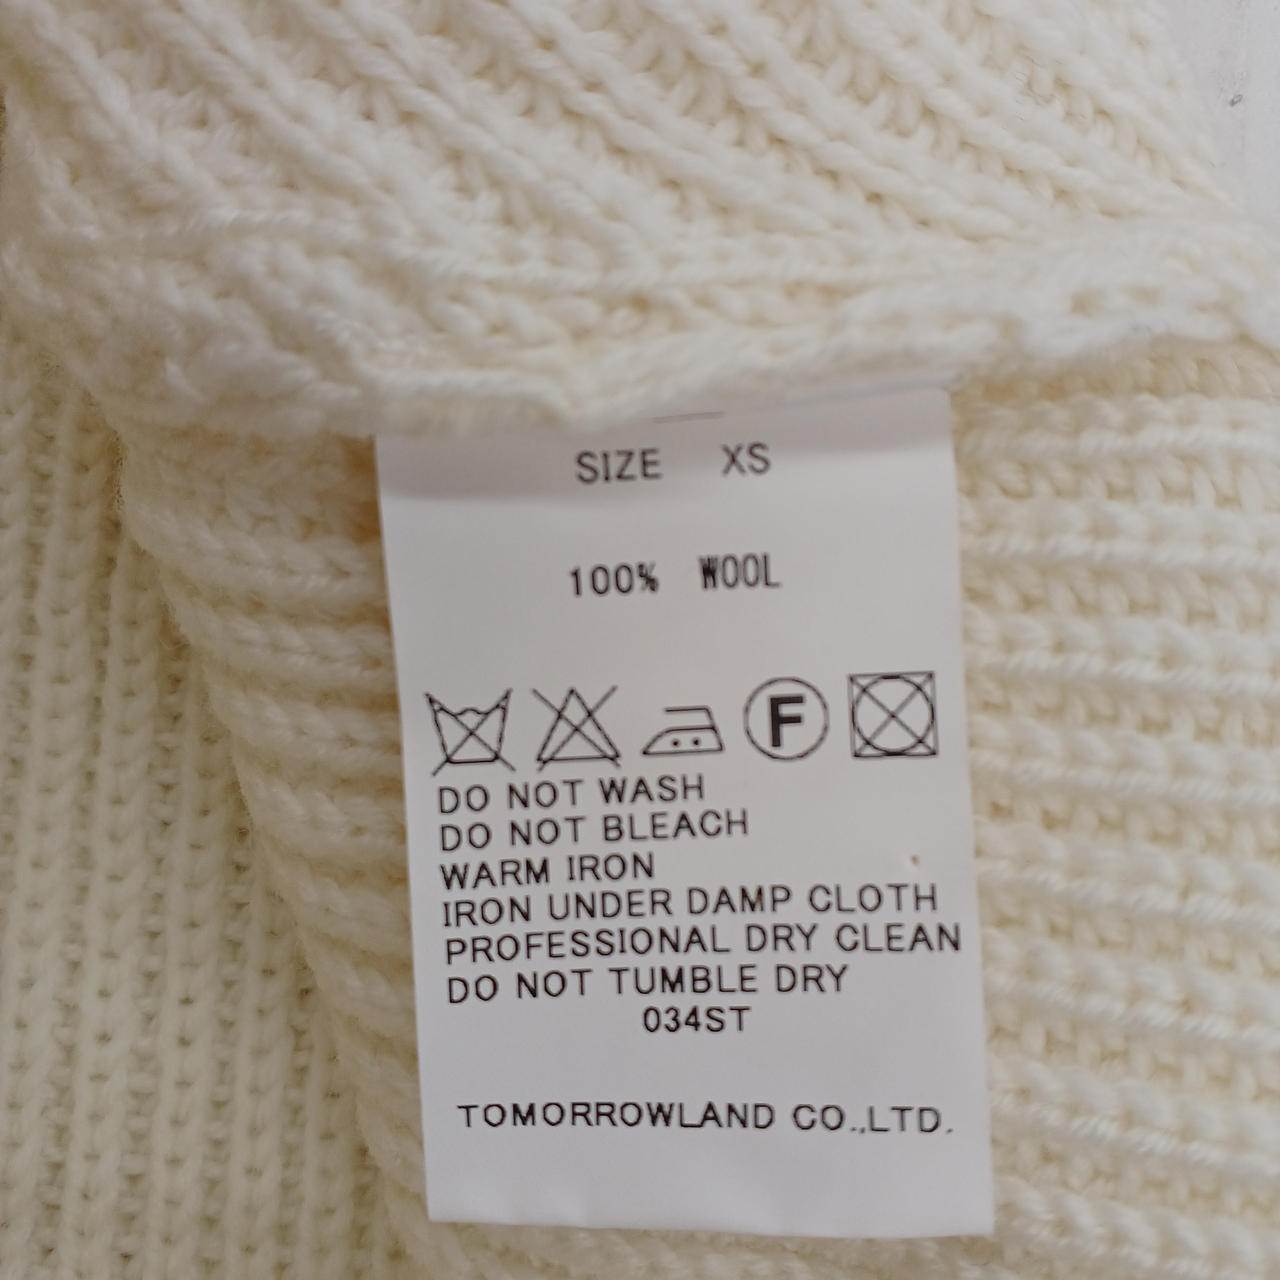 SIZE XS
100% WOOL
F
DO NOT WASH
DO NOT BLEACH
WARM IRON
IRON UNDER DAMP CLOTH
PROFESSIONAL DRY CLEAN
DO NOT TUMBLE DRY
034ST
TOMORROWLAND CO.,LTD.